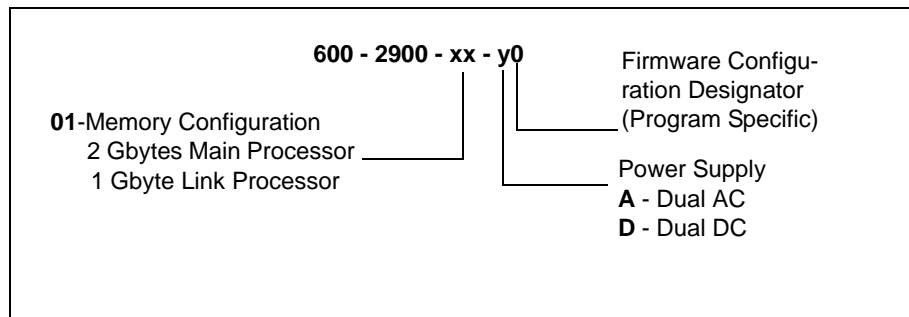 600 - 2900 - xx - y0
01-Memory Configuration
2 Gbytes Main Processor
1 Gbyte Link Processor
Firmware Configu-
ration Designator
(Program Specific)
Power Supply
A - Dual AC
D - Dual DC